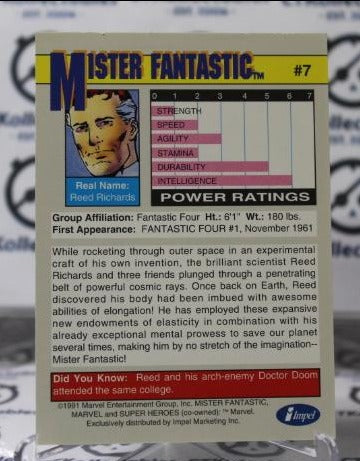 MISTER FANTASTIC™
#7
0 1 2 3 4 5 6 7
STRENGTH
SPEED
AGILITY
STAMINA
DURABILITY
INTELLIGENCE
POWER RATINGS
Real Name:
Reed Richards
Group Affiliation: Fantastic Four Ht.: 6'1" Wt.: 180 lbs.
First Appearance: FANTASTIC FOUR #1, November 1961
While rocketing through outer space in an experimental
craft of his own invention, the brilliant scientist Reed
Richards and three friends plunged through a penetrating
belt of powerful cosmic rays. Once back on Earth, Reed
discovered his body had been imbued with awesome
abilities of elongation! He has employed these expansive
new endowments of elasticity in combination with his
already exceptional mental prowess to save our planet
several times, making him by no stretch of the imagination--
Mister Fantastic!
Did You Know: Reed and his arch-enemy Doctor Doom
attended the same college.
©1991 Marvel Entertainment Group, Inc. MISTER FANTASTIC,
MARVEL and SUPER HEROES (co-owned): ™ Marvel.
Exclusively distributed by Impel Marketing Inc.
Impel